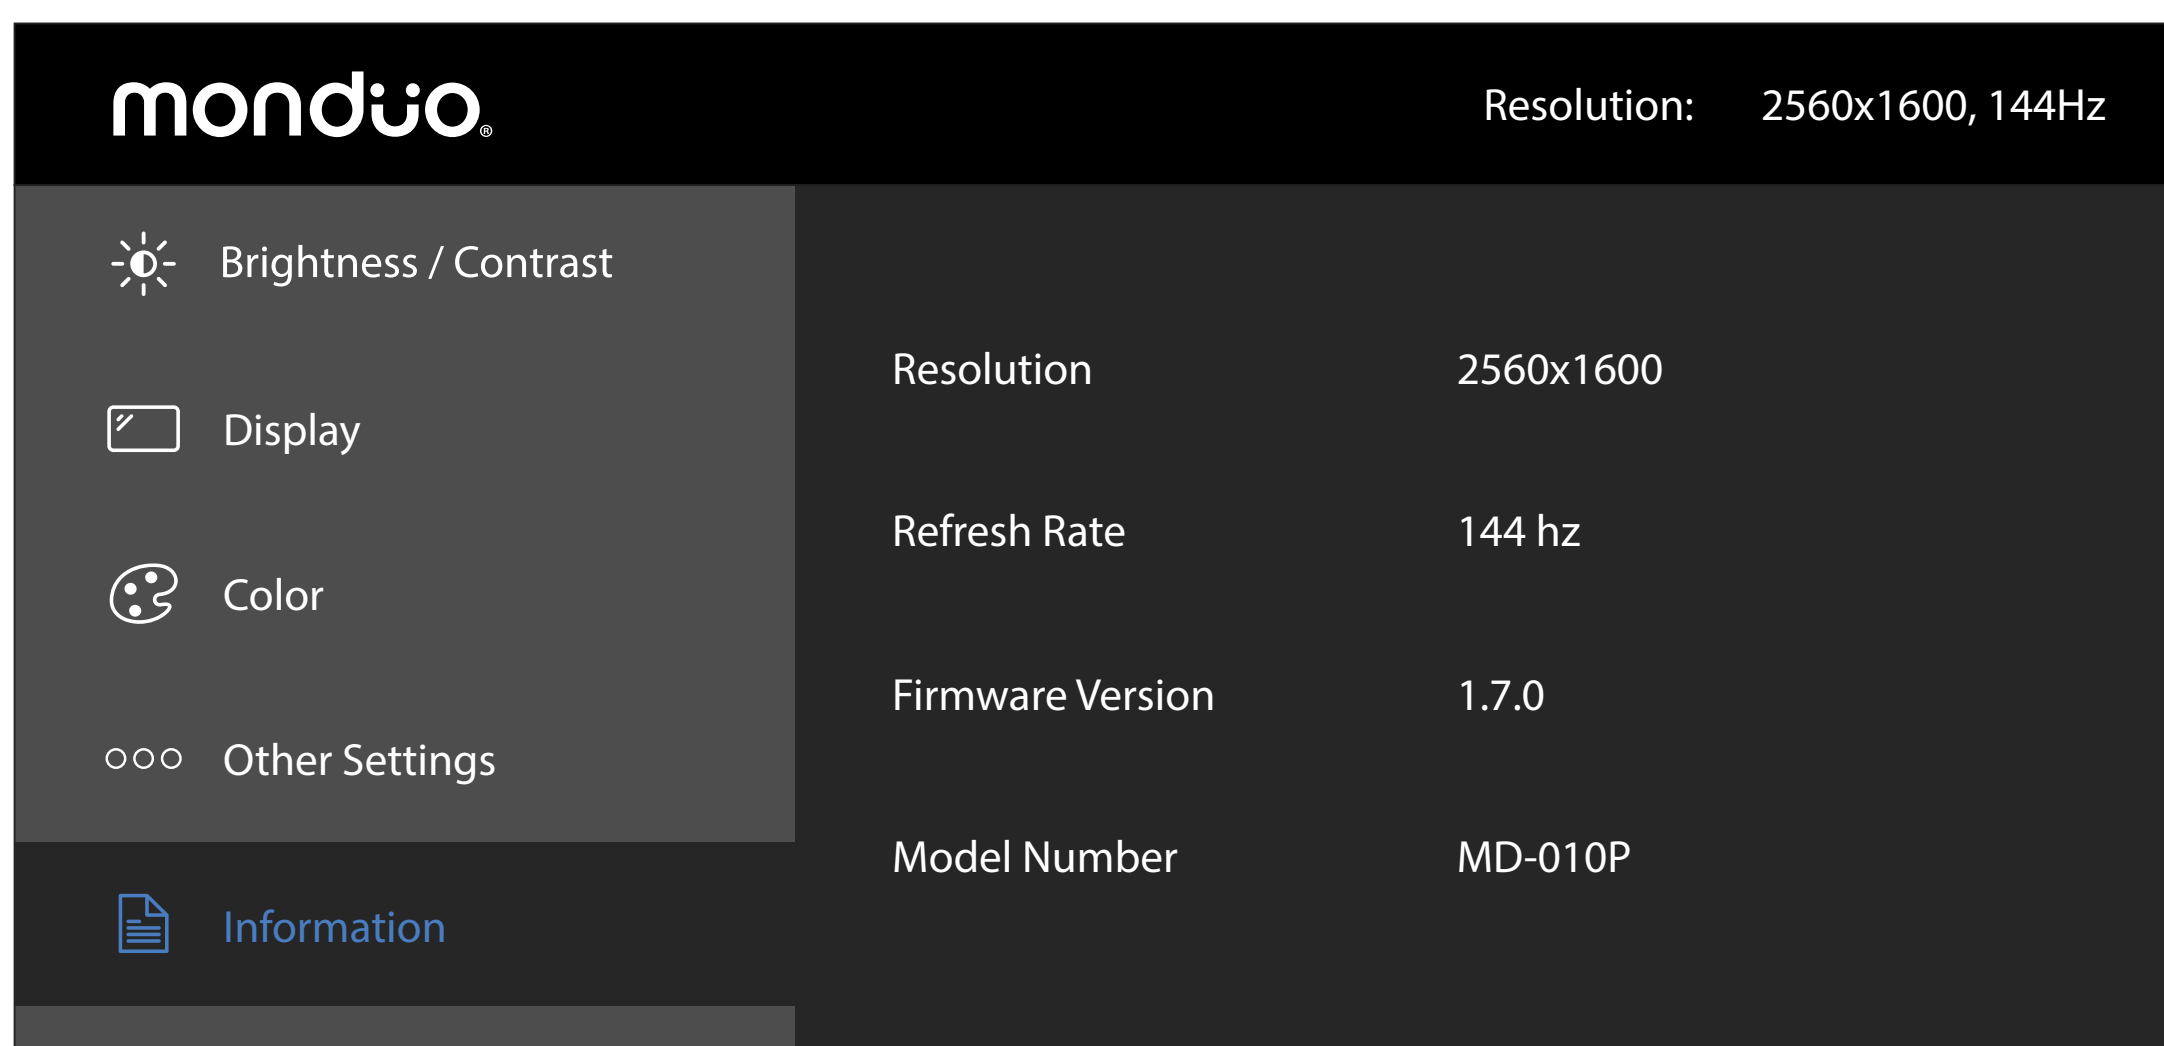 mondüo®
Resolution: 2560x1600, 144Hz
Brightness / Contrast
Display
Color
Other Settings
Information
Resolution 2560x1600
Refresh Rate 144 hz
Firmware Version 1.7.0
Model Number MD-010P